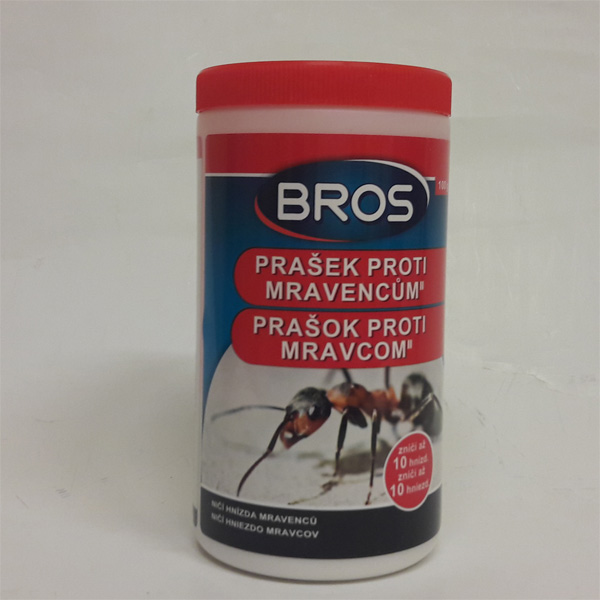 BROS
PRAŠEK PROTI
MRAVENCŮM
PRAŠOK PROTI
MRAVCOM
zničí až
10 hnízd
zničí až
10 hniezd
NIČÍ HNÍZDA MRAVENCŮ
NIČÍ HNIEZDO MRAVCOV